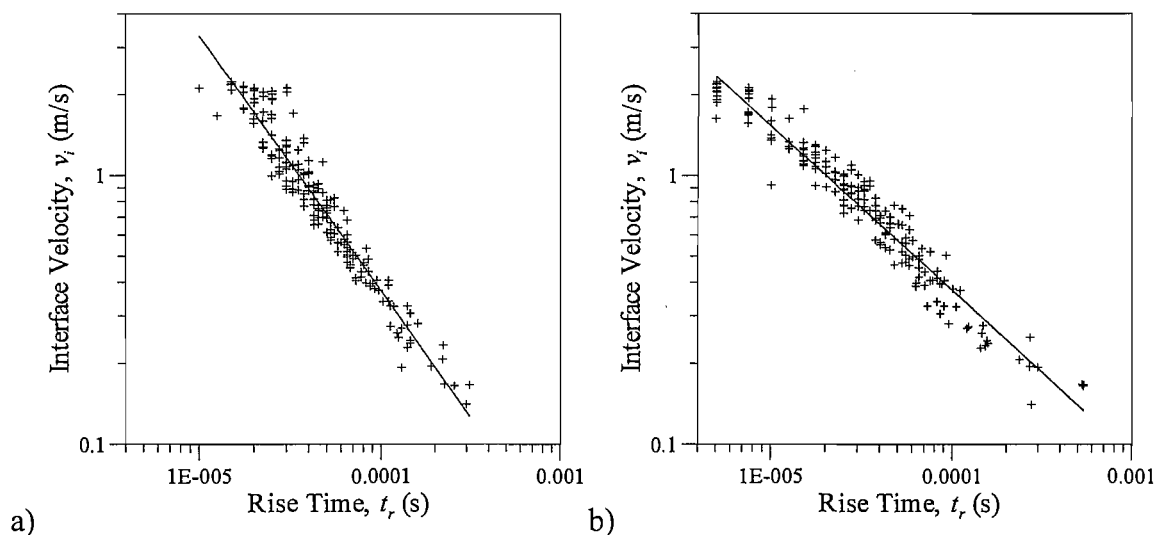 Interface Velocity, v_i (m/s)
1
0.1
1E-005
0.0001
0.001
Rise Time, t_r (s)
a)
Interface Velocity, v_i (m/s)
1
0.1
1E-005
0.0001
0.001
Rise Time, t_r (s)
b)